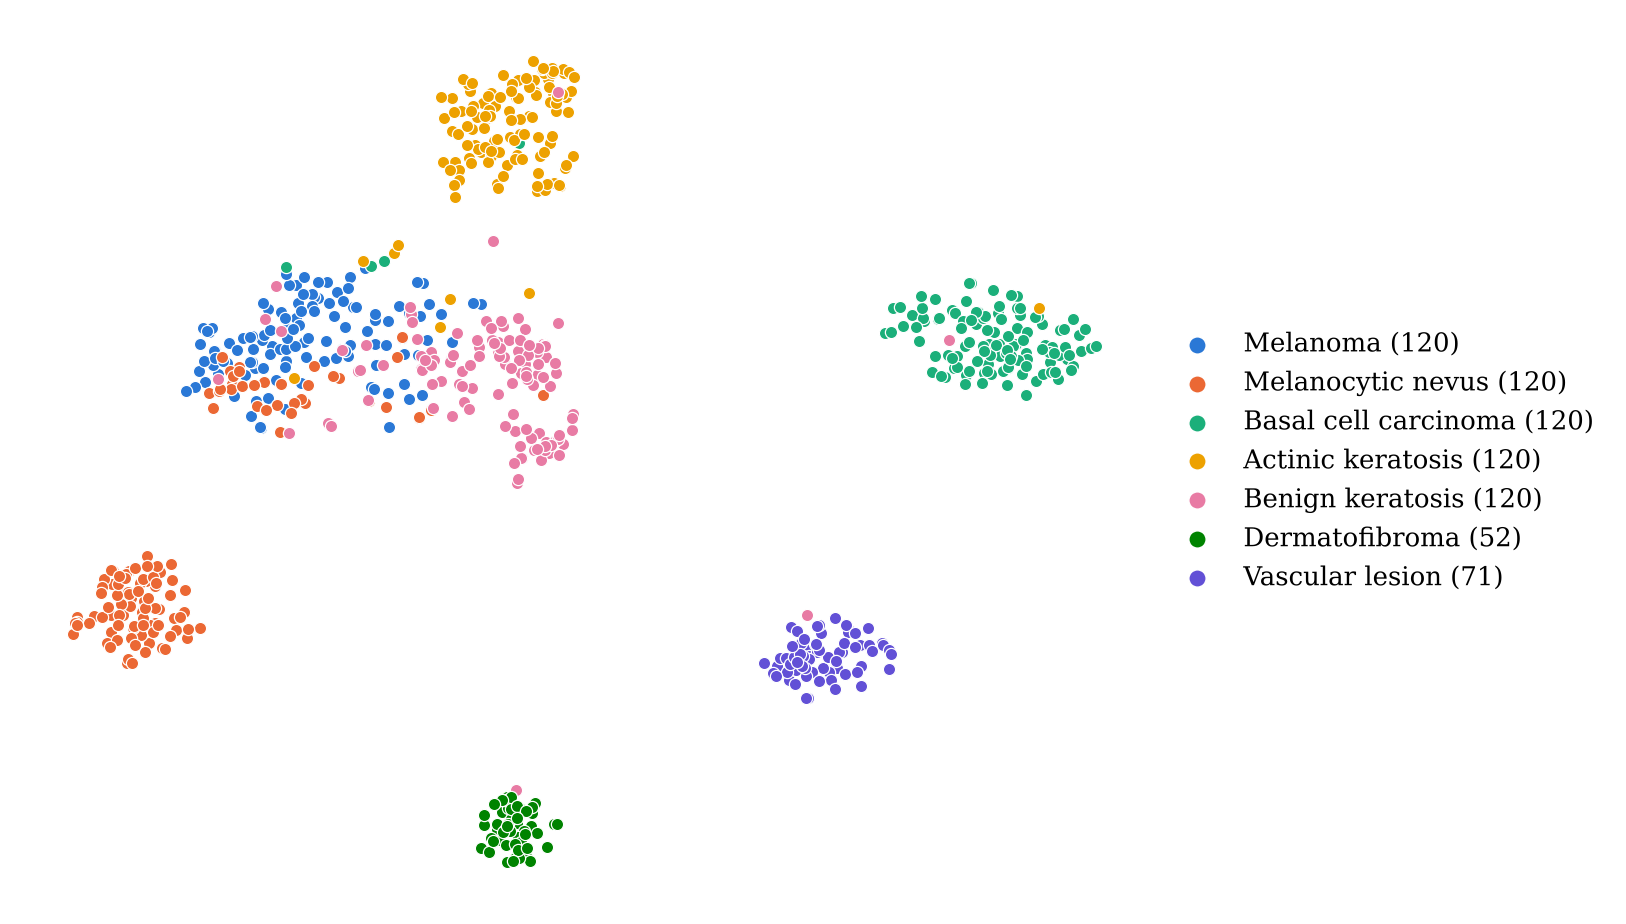 Melanoma (120)
Melanocytic nevus (120)
Basal cell carcinoma (120)
Actinic keratosis (120)
Benign keratosis (120)
Dermatofibroma (52)
Vascular lesion (71)